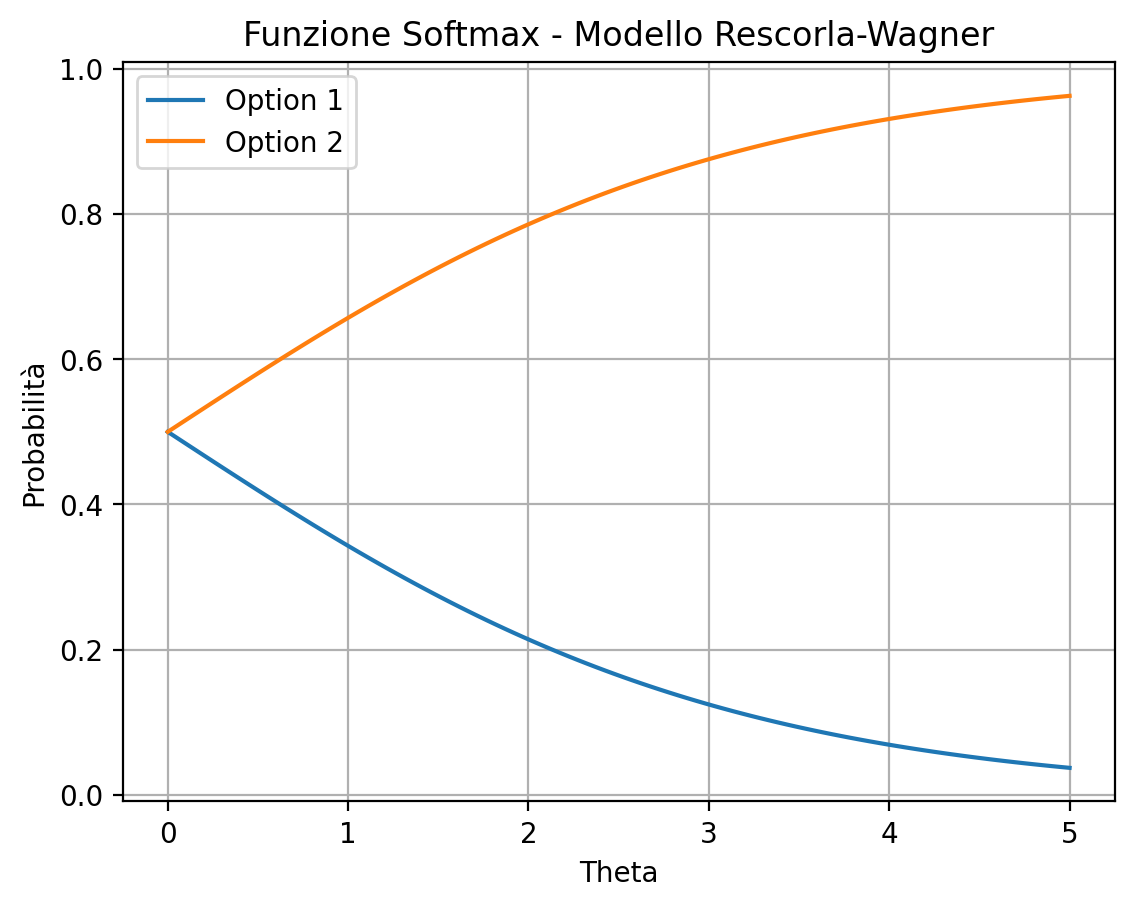 Funzione Softmax - Modello Rescorla-Wagner
Option 1
Option 2
Probabilità
1.0
0.8
0.6
0.4
0.2
0.0
0 1 2 3 4 5
Theta